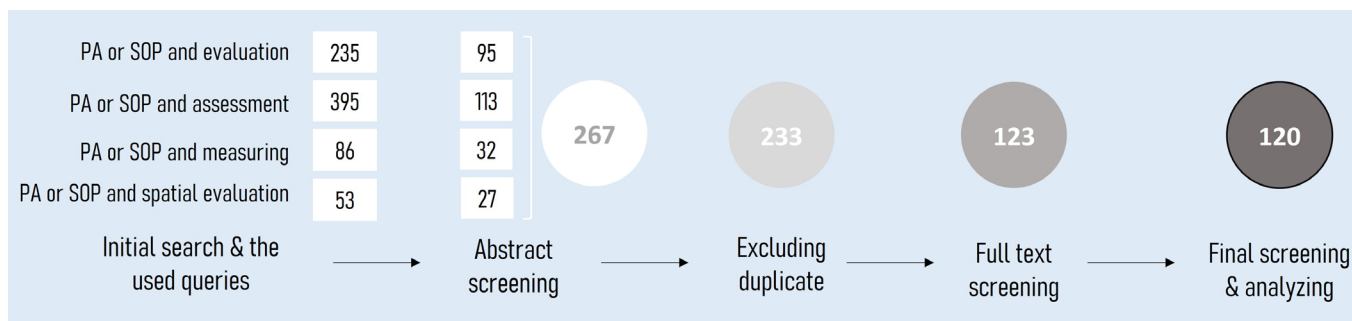 PA or SOP and evaluation 235 95
PA or SOP and assessment 395 113
PA or SOP and measuring 86 32
PA or SOP and spatial evaluation 53 27
267 233 123 120
Initial search & the
used queries
Abstract
screening
Excluding
duplicate
Full text
screening
Final screening
& analyzing